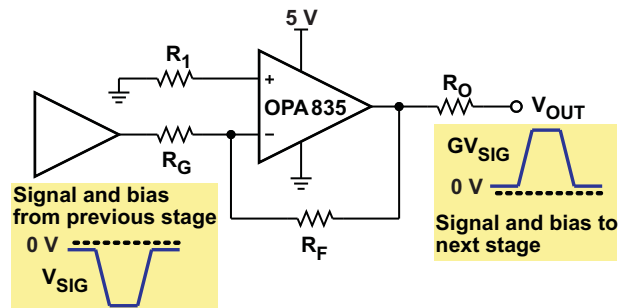 5 V
R1
+
OPA835
−
RG
RO
VOUT
GVSIG
0 V
Signal and bias to
next stage
Signal and bias
from previous stage
0 V
VSIG
RF